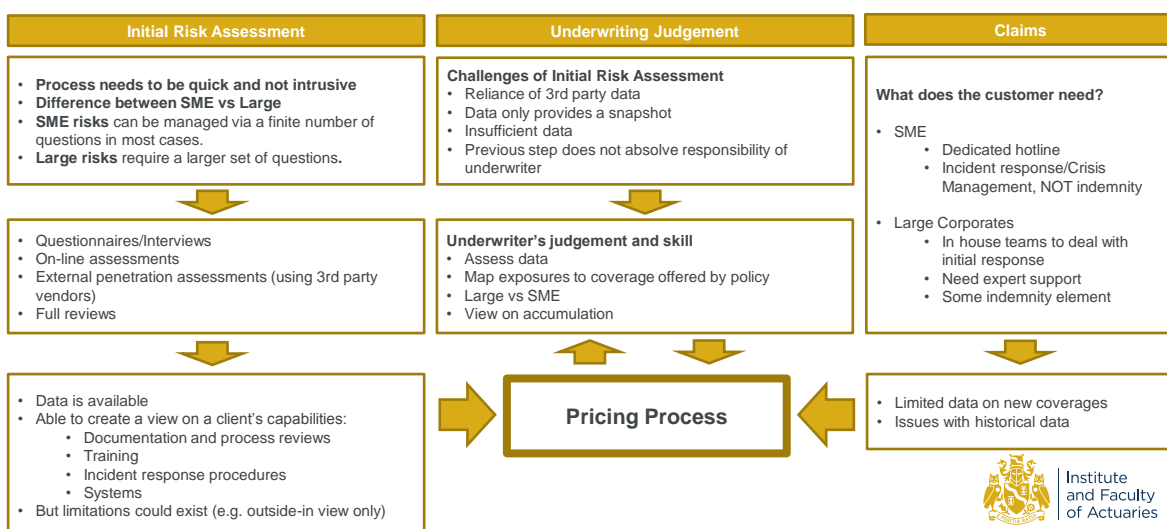 Initial Risk Assessment
• Process needs to be quick and not intrusive
• Difference between SME vs Large
• SME risks can be managed via a finite number of
questions in most cases.
• Large risks require a larger set of questions.
• Questionnaires/Interviews
• On-line assessments
• External penetration assessments (using 3rd party
vendors)
• Full reviews
• Data is available
• Able to create a view on a client's capabilities:
• Documentation and process reviews
• Training
• Incident response procedures
• Systems
• But limitations could exist (e.g. outside-in view only)
Underwriting Judgement
Challenges of Initial Risk Assessment
• Reliance of 3rd party data
• Data only provides a snapshot
• Insufficient data
• Previous step does not absolve responsibility of
underwriter
Underwriter's judgement and skill
• Assess data
• Map exposures to coverage offered by policy
• Large vs SME
• View on accumulation
Pricing Process
Claims
What does the customer need?
• SME
• Dedicated hotline
• Incident response/Crisis
Management, NOT indemnity
• Large Corporates
• In house teams to deal with
initial response
• Need expert support
• Some indemnity element
• Limited data on new coverages
• Issues with historical data
Institute
and Faculty
of Actuaries